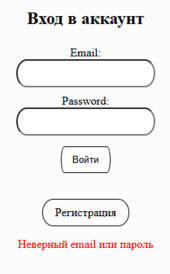 Вход в аккаунт
Email:
Password:
Войти
Регистрация
Неверный email или пароль